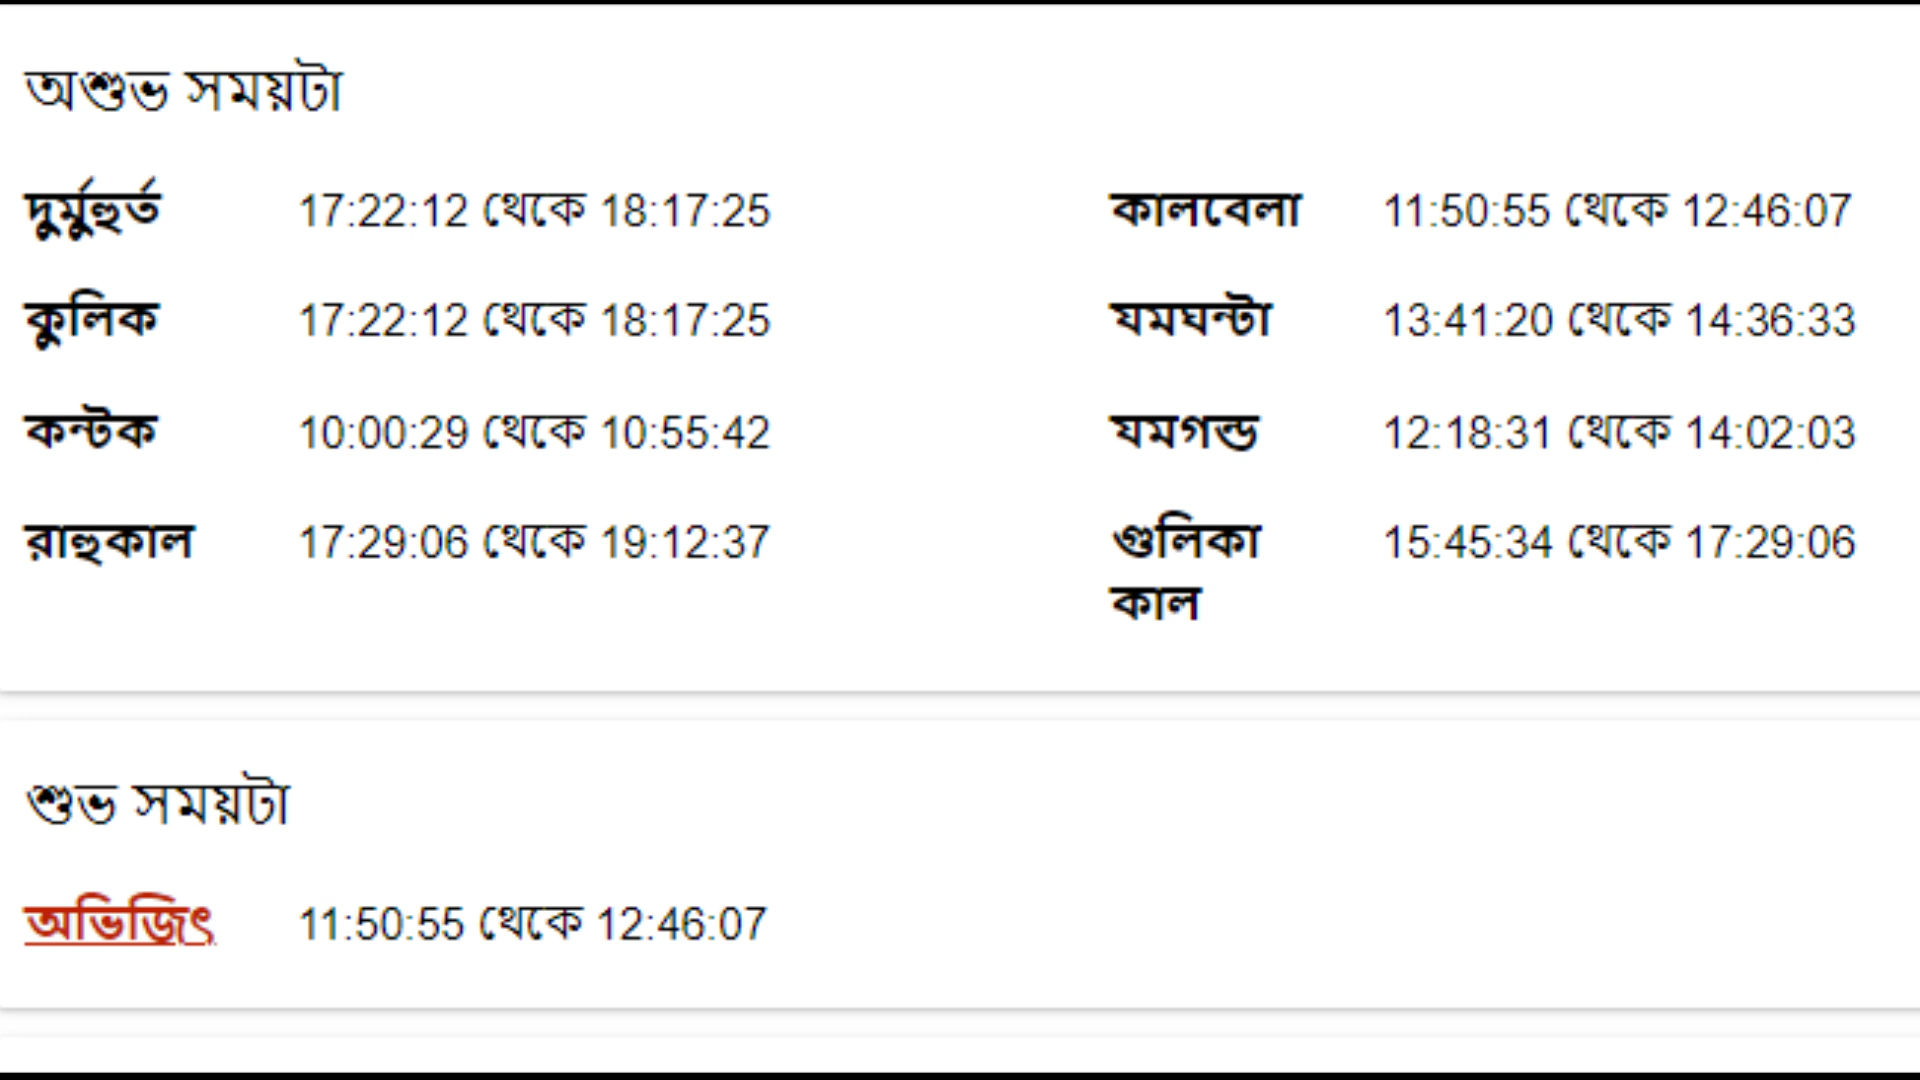 অশুভ সময়টা
দুর্মুহুর্ত 17:22:12 থেকে 18:17:25 কালবেলা 11:50:55 থেকে 12:46:07
কুলিক 17:22:12 থেকে 18:17:25 যমঘন্টা 13:41:20 থেকে 14:36:33
কন্টক 10:00:29 থেকে 10:55:42 যমগন্ড 12:18:31 থেকে 14:02:03
রাহুকাল 17:29:06 থেকে 19:12:37 গুলিকা 15:45:34 থেকে 17:29:06
কাল
শুভ সময়টা
অভিজিৎ 11:50:55 থেকে 12:46:07